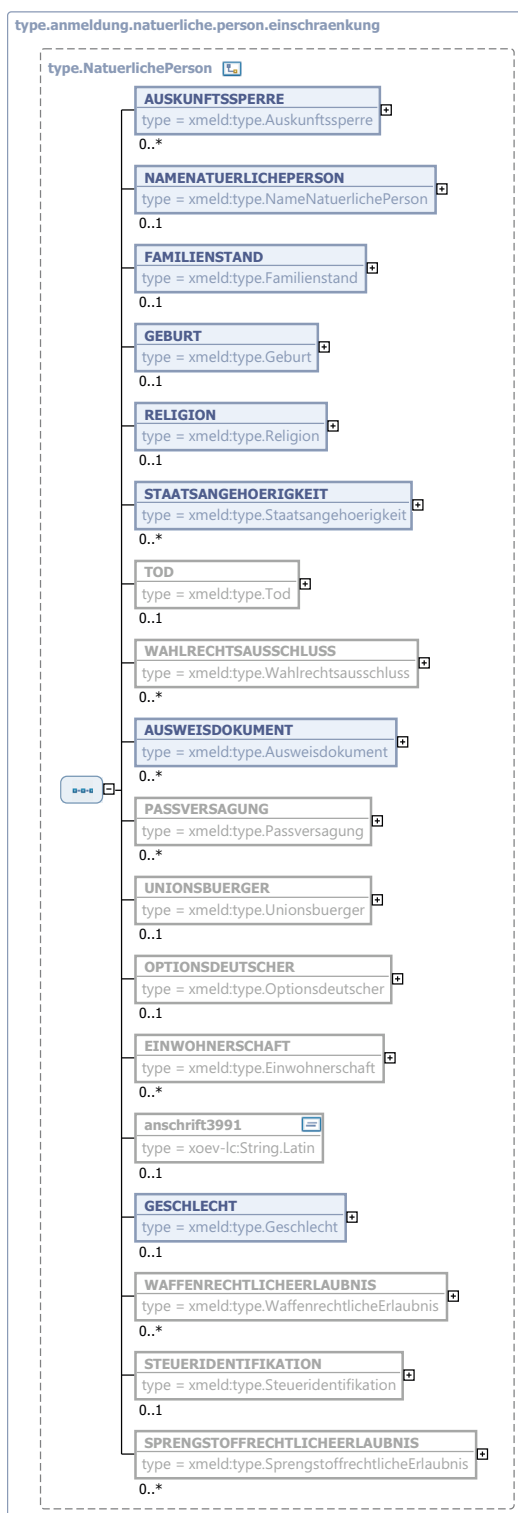 type.anmeldung.natuerliche.person.einschraenkung
type.NatuerlichePerson
AUSKUNFTSSPERRE
type = xmeld:type.Auskunftssperre
0..*
NAMENATUERLICHEPERSON
type = xmeld:type.NameNatuerlichePerson
0..1
FAMILIENSTAND
type = xmeld:type.Familienstand
0..1
GEBURT
type = xmeld:type.Geburt
0..1
RELIGION
type = xmeld:type.Religion
0..1
STAATSANGEHOERIGKEIT
type = xmeld:type.Staatsangehoerigkeit
0..*
TOD
type = xmeld:type.Tod
0..1
WAHLRECHTSAUSSCHLUSS
type = xmeld:type.Wahlrechtsausschluss
0..*
AUSWEISDOKUMENT
type = xmeld:type.Ausweisdokument
0..*
PASSVERSAGUNG
type = xmeld:type.Passversagung
0..*
UNIONSBUERGER
type = xmeld:type.Unionsbuerger
0..1
OPTIONSDEUTSCHER
type = xmeld:type.Optionsdeutscher
0..1
EINWOHNERSCHAFT
type = xmeld:type.Einwohnerschaft
0..*
anschrift3991
type = xoev-lc:String.Latin
0..1
GESCHLECHT
type = xmeld:type.Geschlecht
0..1
WAFFENRECHTLICHEERLAUBNIS
type = xmeld:type.WaffenrechtlicheErlaubnis
0..*
STEUERIDENTIFIKATION
type = xmeld:type.Steueridentifikation
0..1
SPRENGSTOFFRECHTLICHEERLAUBNIS
type = xmeld:type.SprengstoffrechtlicheErlaubnis
0..*